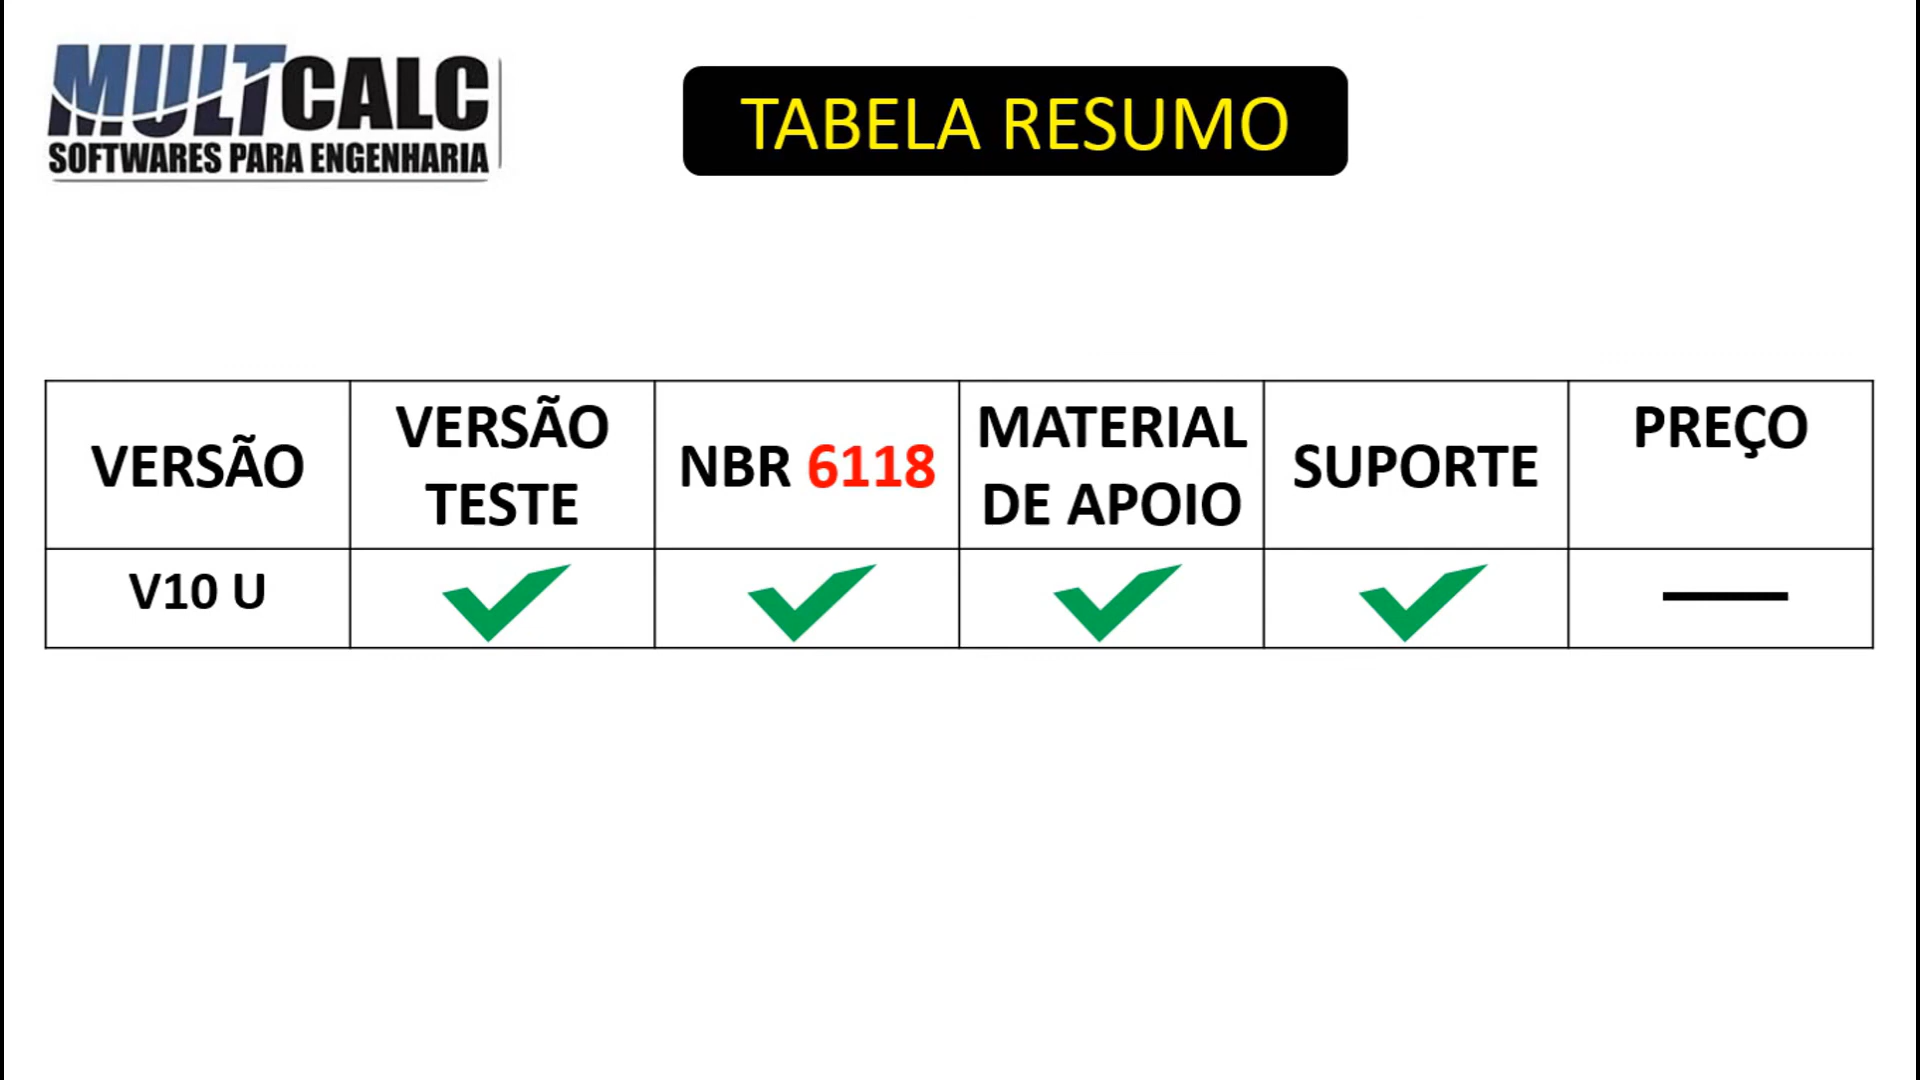 MULTCALC
SOFTWARES PARA ENGENHARIA
TABELA RESUMO
VERSÃO
VERSÃO
TESTE
NBR 6118
MATERIAL
DE APOIO
SUPORTE
PREÇO
V10 U